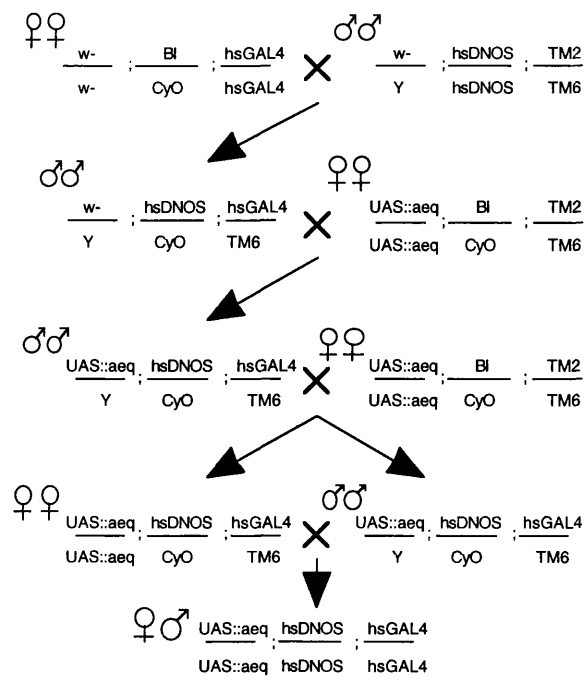 ♀♀ ♂♂
w- ; Bl ; hsGAL4 X w- ; hsDNOS ; TM2
w- CyO hsGAL4 Y hsDNOS TM6
♂♂ ♀♀
w- ; hsDNOS ; hsGAL4 X UAS::aeq ; Bl ; TM2
Y CyO TM6 UAS::aeq CyO TM6
♂♂ ♀♀
UAS::aeq ; hsDNOS ; hsGAL4 X UAS::aeq ; Bl ; TM2
Y CyO TM6 UAS::aeq CyO TM6
♀♀ ♂♂
UAS::aeq ; hsDNOS ; hsGAL4 X UAS::aeq ; hsDNOS ; hsGAL4
UAS::aeq CyO TM6 Y CyO TM6
♀♂ UAS::aeq ; hsDNOS ; hsGAL4
UAS::aeq hsDNOS hsGAL4